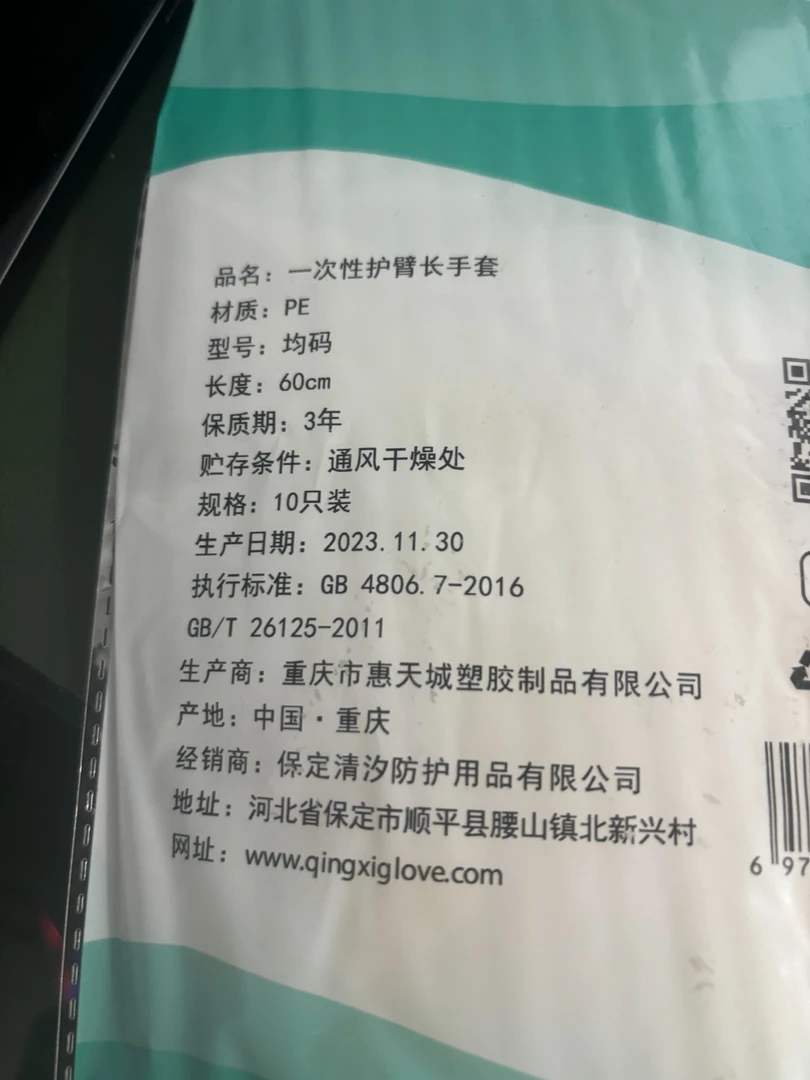 品名：一次性护臂长手套
材质：PE
型号：均码
长度：60cm
保质期：3年
贮存条件：通风干燥处
规格：10只装
生产日期：2023.11.30
执行标准：GB 4806.7-2016
GB/T 26125-2011
生产商：重庆市惠天城塑胶制品有限公司
产地：中国·重庆
经销商：保定清汐防护用品有限公司
地址：河北省保定市顺平县腰山镇北新兴村
网址：www.qingxiglove.com
6 97